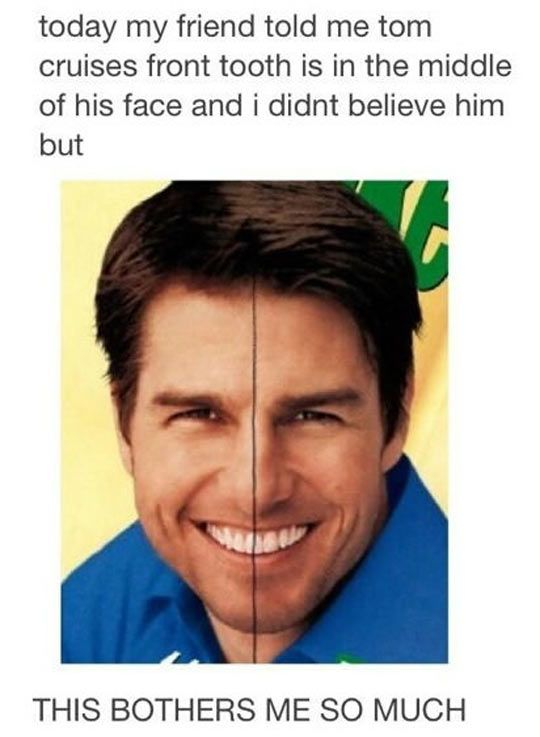 today my friend told me tom
cruises front tooth is in the middle
of his face and i didnt believe him
but
THIS BOTHERS ME SO MUCH